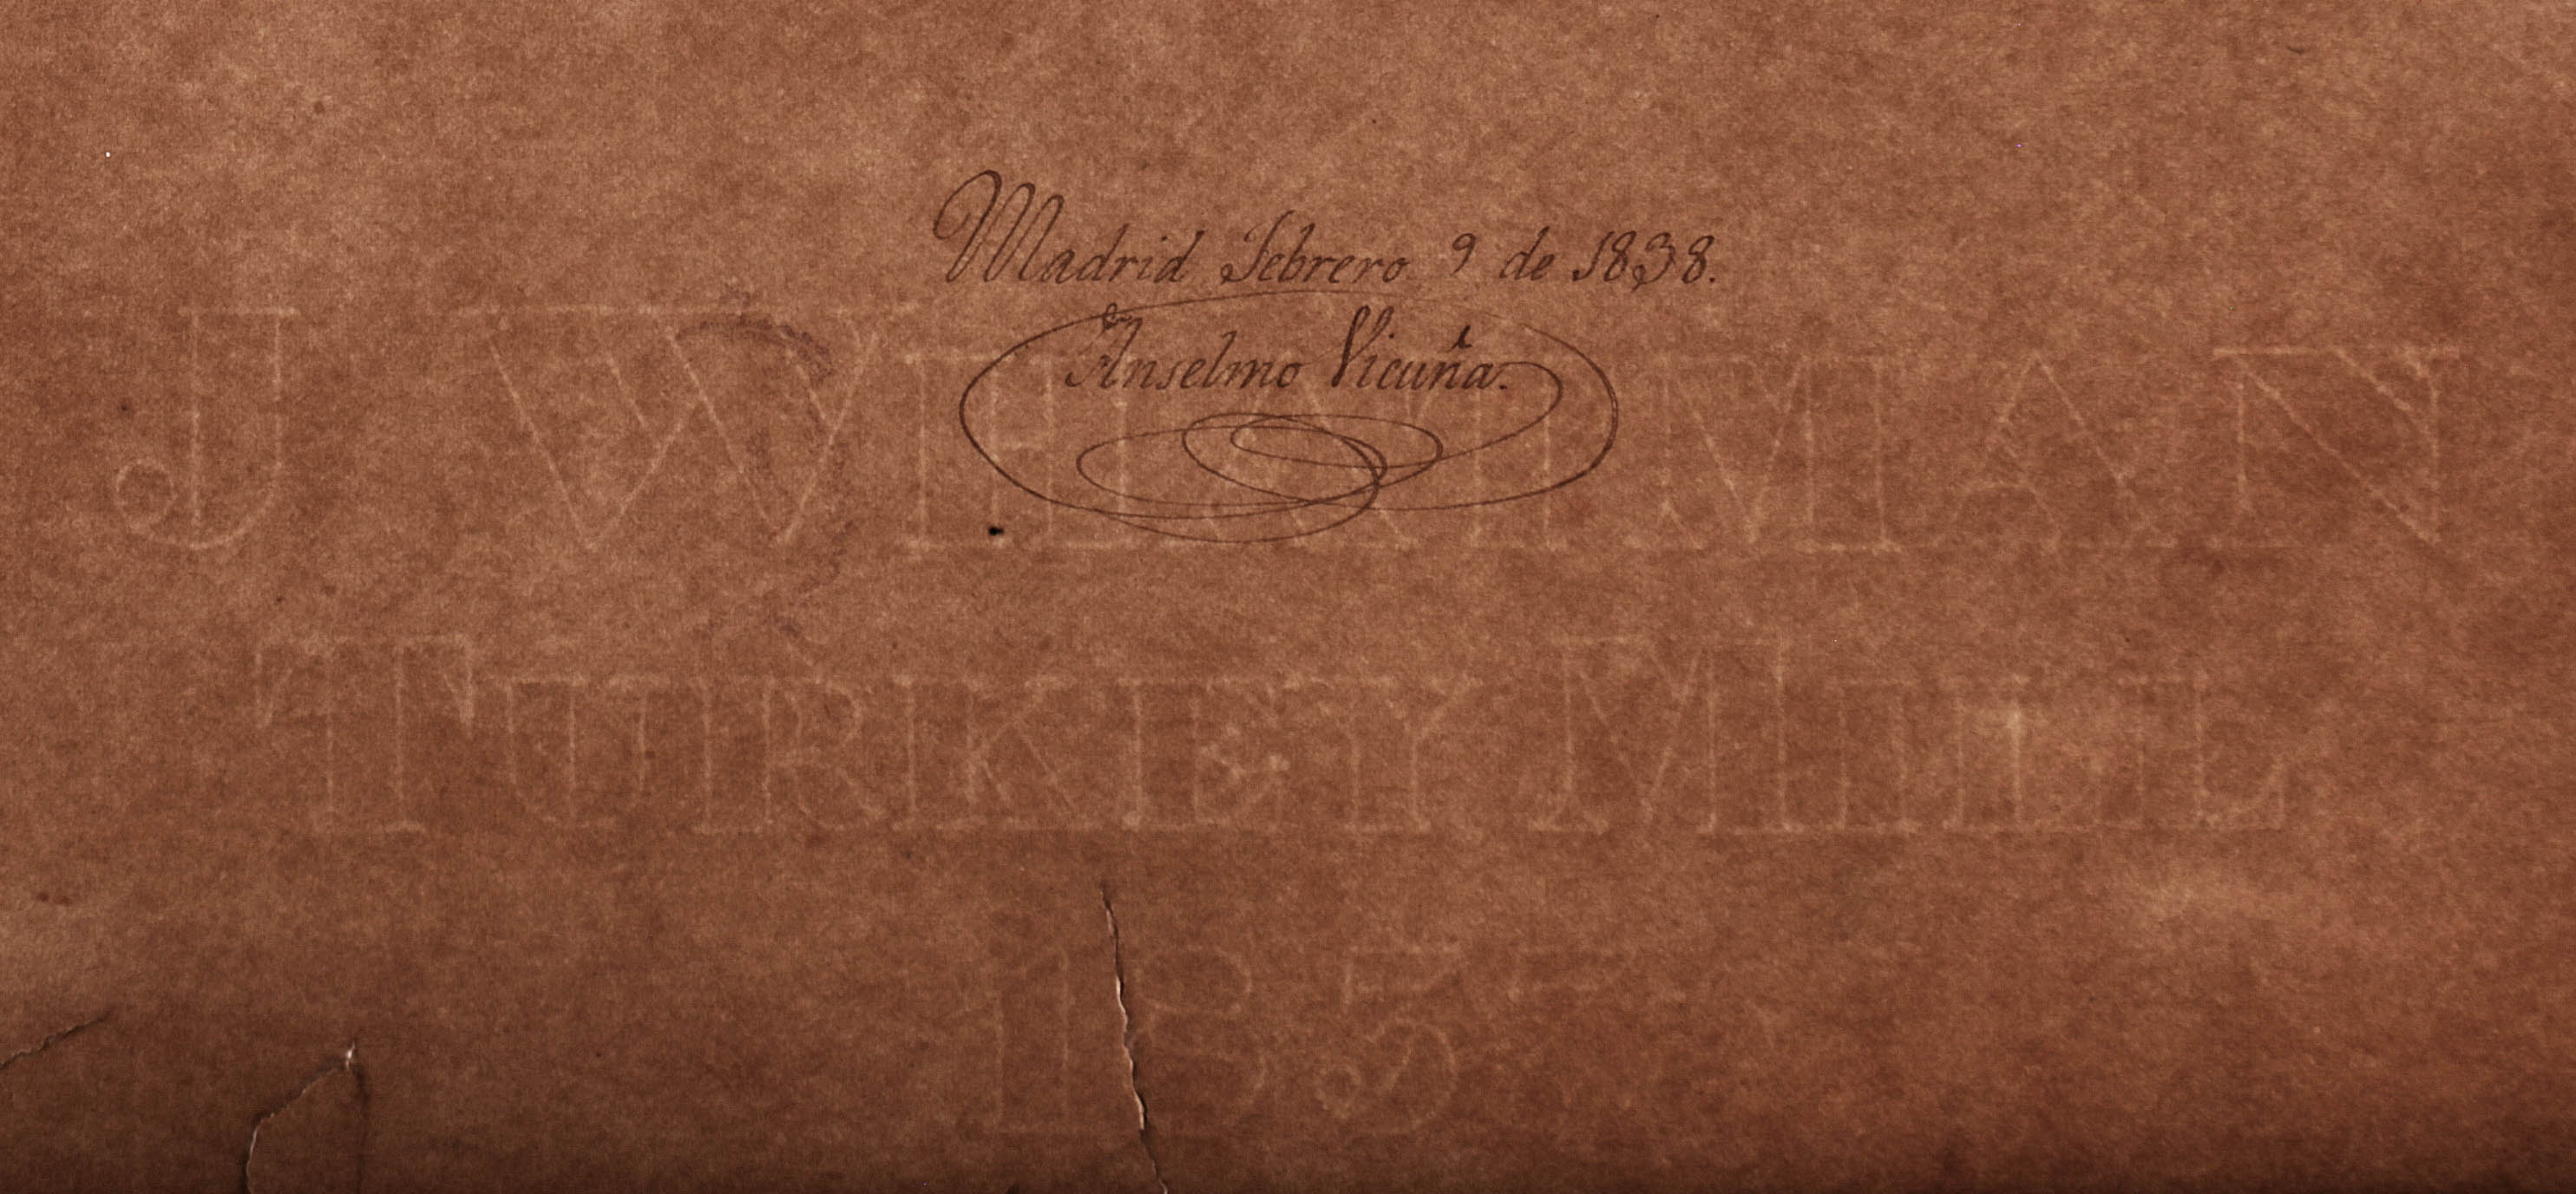 Madrid Febrero 9 de 1838.
Anselmo Vicuña.
J WHATMAN
TURKEY MILL